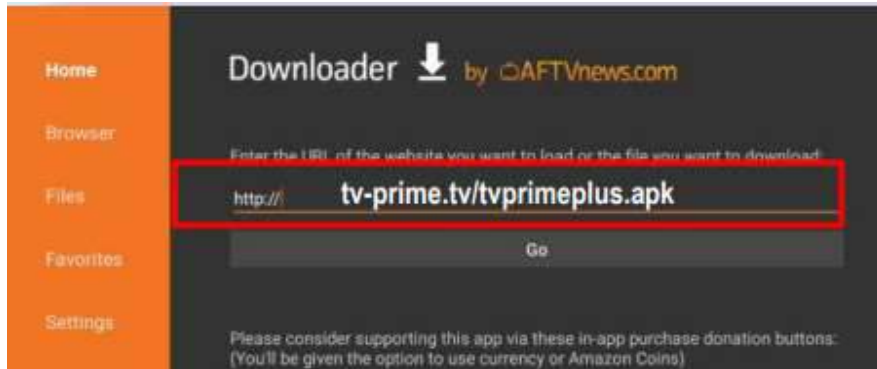 Home
Downloader by AFTVnews.com
Browser
Enter the URL of the website you want to load or the file you want to download:
Files
http:// tv-prime.tv/tvprimeplus.apk
Favorites
Go
Settings
Please consider supporting this app via these in-app purchase donation buttons:
(You'll be given the option to use currency or Amazon Coins)